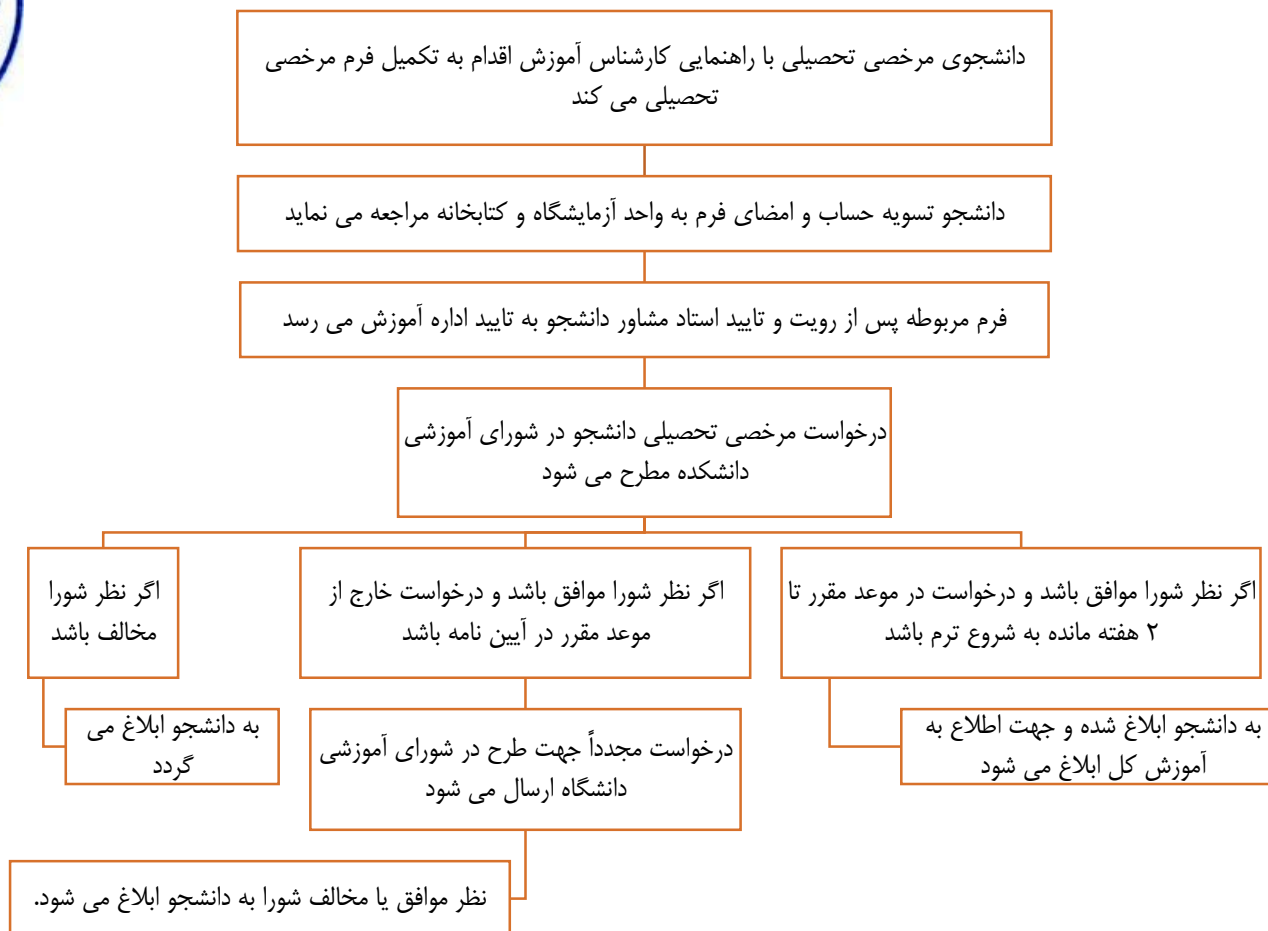 دانشجوی مرخصی تحصیلی با راهنمایی کارشناس آموزش اقدام به تکمیل فرم مرخصی
تحصیلی می کند
دانشجو تسویه حساب و امضای فرم به واحد آزمایشگاه و کتابخانه مراجعه می نماید
فرم مربوطه پس از رویت و تایید استاد مشاور دانشجو به تایید اداره آموزش می رسد
درخواست مرخصی تحصیلی دانشجو در شورای آموزشی
دانشکده مطرح می شود
اگر نظر شورا موافق باشد و درخواست در موعد مقرر تا
۲ هفته مانده به شروع ترم باشد
به دانشجو ابلاغ شده و جهت اطلاع به
آموزش کل ابلاغ می شود
اگر نظر شورا موافق باشد و درخواست خارج از
موعد مقرر در آیین نامه باشد
درخواست مجدداً جهت طرح در شورای آموزشی
دانشگاه ارسال می شود
نظر موافق یا مخالف شورا به دانشجو ابلاغ می شود.
اگر نظر شورا
مخالف باشد
به دانشجو ابلاغ می
گردد